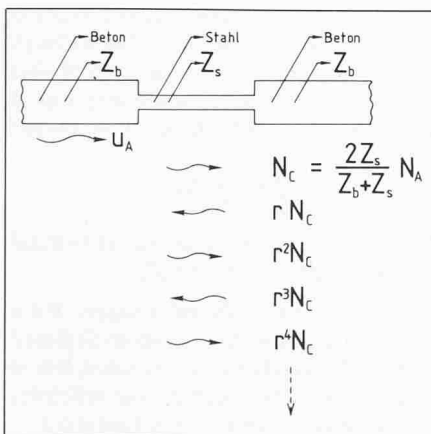 Beton Stahl Beton
Z_b Z_s Z_b
u_A
N_C = 2Z_s / (Z_b+Z_s) N_A
r N_C
r²N_C
r³N_C
r⁴N_C